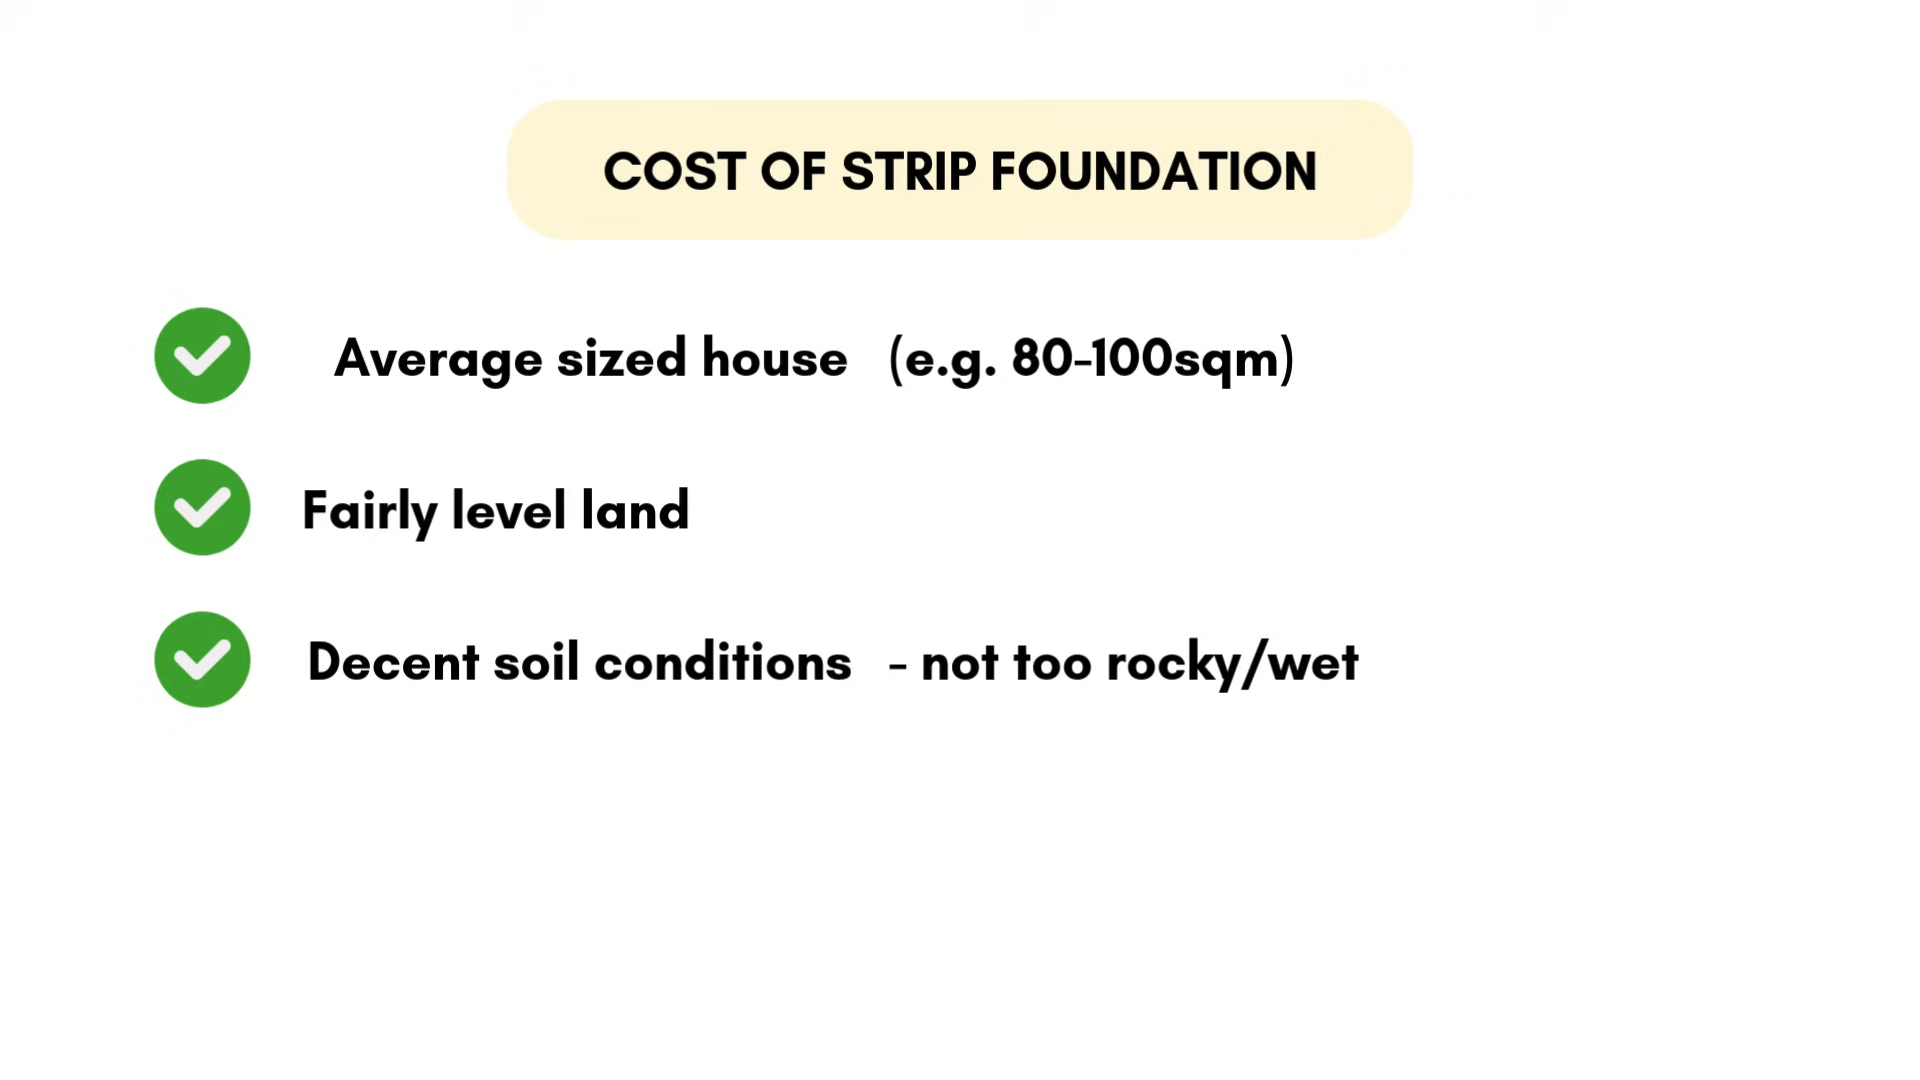 COST OF STRIP FOUNDATION
Average sized house (e.g. 80-100sqm)
Fairly level land
Decent soil conditions - not too rocky/wet